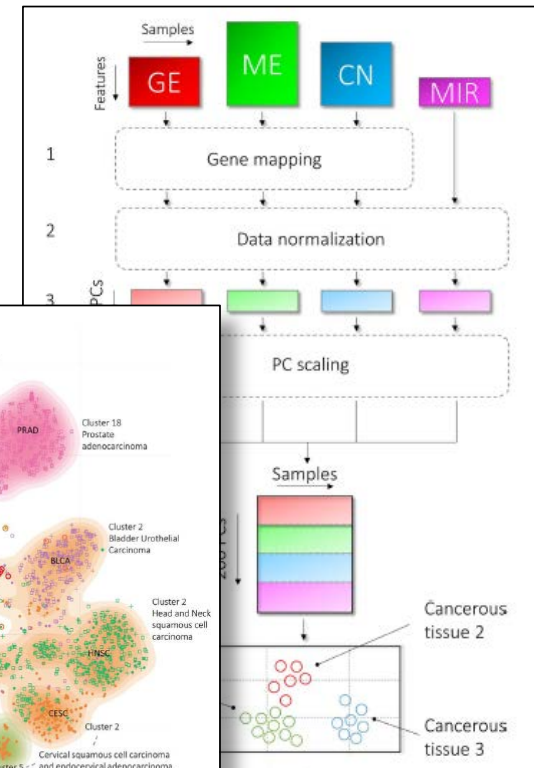 Samples
Features
GE
ME
CN
MIR
1
Gene mapping
2
Data normalization
3
PCs
PC scaling
Samples
Cancerous
tissue 2
Cancerous
tissue 3
PRAD
Cluster 18
Prostate
adenocarcinoma
Cluster 2
Bladder Urothelial
Carcinoma
BLCA
Cluster 2
Head and Neck
squamous cell
carcinoma
HNSC
CESC
Cluster 2
Cervical squamous cell carcinoma
and endocervical adenocarcinoma